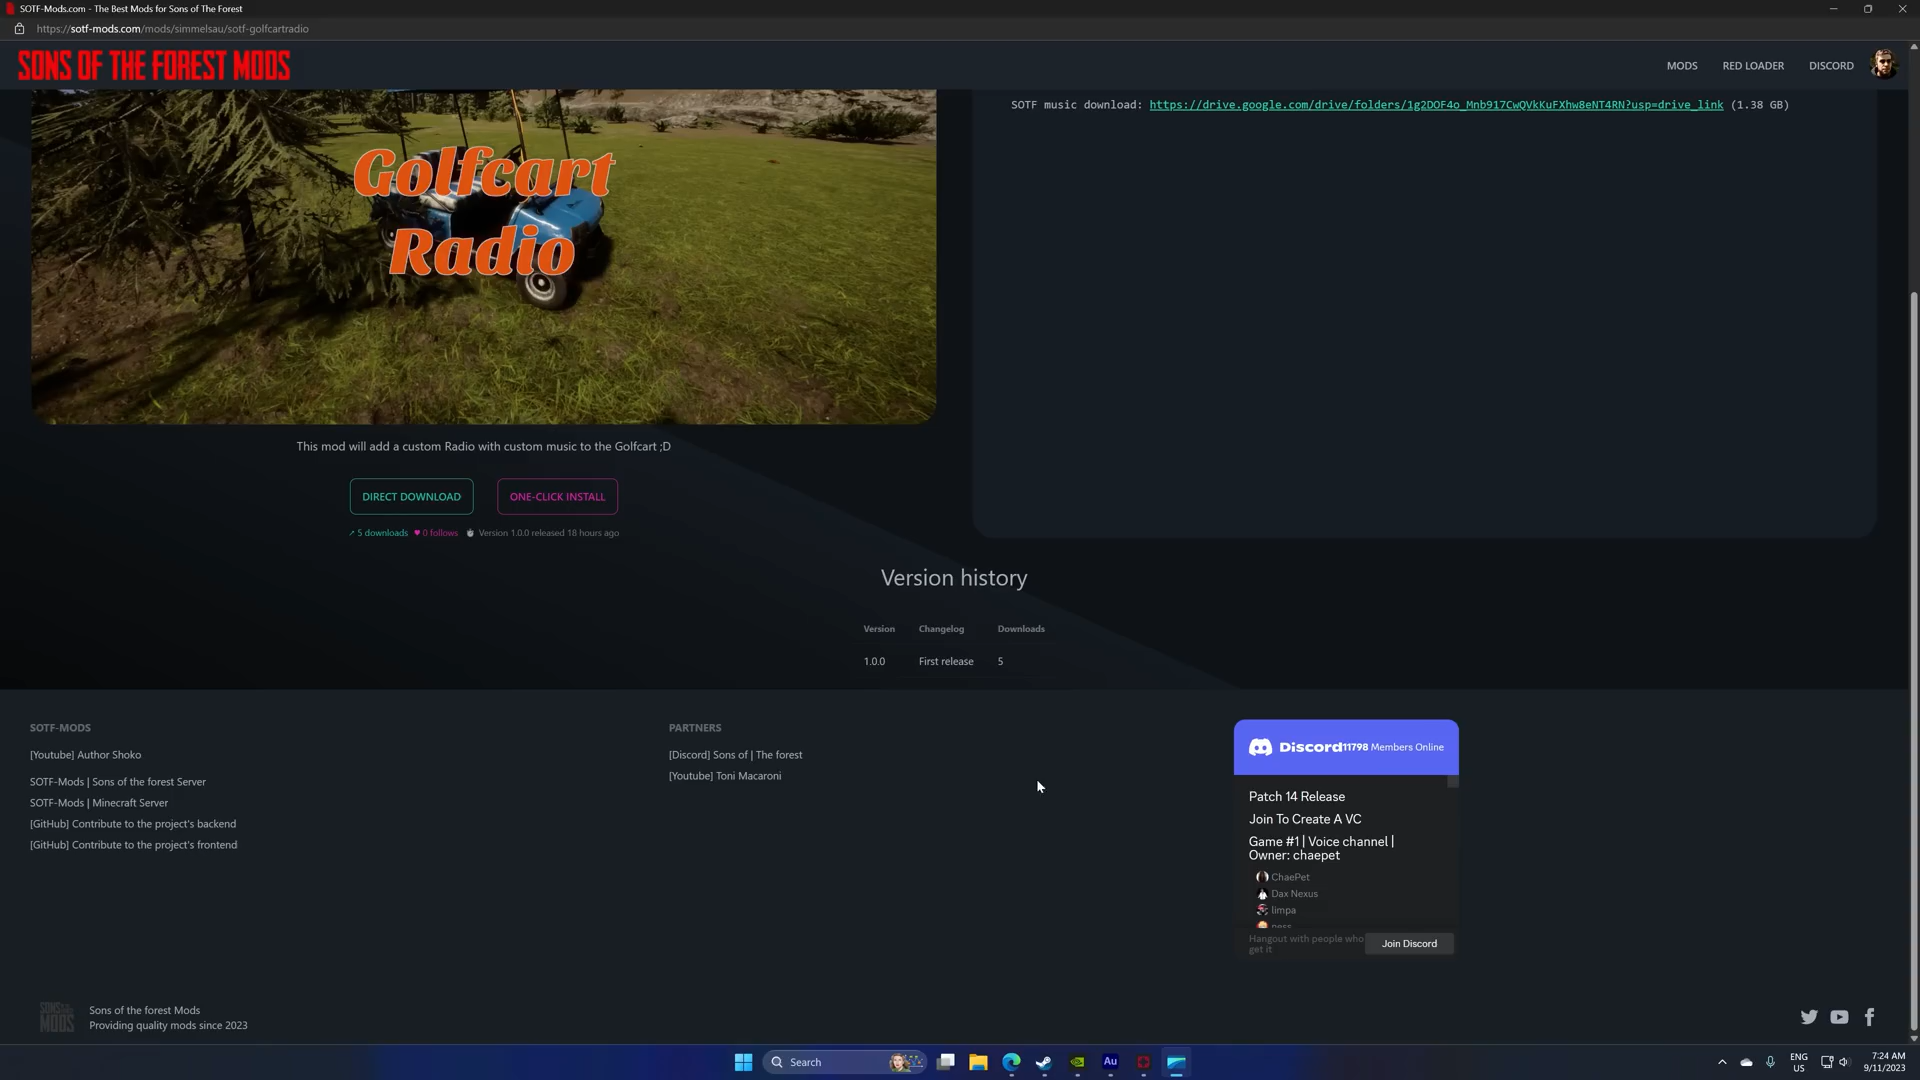 SOTF-Mods.com - The Best Mods for Sons of The Forest
https://sotf-mods.com/mods/simmelsau/sotf-golfcartradio
SONS OF THE FOREST MODS
MODS
RED LOADER
DISCORD
SOTF music download: https://drive.google.com/drive/folders/1g2DOF4o_Mnb917CwQVkKuFXhw8eNT4RN?usp=drive_link (1.38 GB)
Golfcart
Radio
This mod will add a custom Radio with custom music to the Golfcart ;D
DIRECT DOWNLOAD
ONE-CLICK INSTALL
5 downloads
0 follows
Version 1.0.0 released 18 hours ago
Version history
Version Changelog Downloads
1.0.0 First release 5
SOTF-MODS
[Youtube] Author Shoko
SOTF-Mods | Sons of the forest Server
SOTF-Mods | Minecraft Server
[GitHub] Contribute to the project's backend
[GitHub] Contribute to the project's frontend
PARTNERS
[Discord] Sons of | The forest
[Youtube] Toni Macaroni
Discord 11798 Members Online
Patch 14 Release
Join To Create A VC
Game #1 | Voice channel |
Owner: chaepet
ChaePet
Dax Nexus
limpa
Hangout with people who
get it
Join Discord
SONS
MODS
Sons of the forest Mods
Providing quality mods since 2023
Search
Au
ENG
US
7:24 AM
9/11/2023